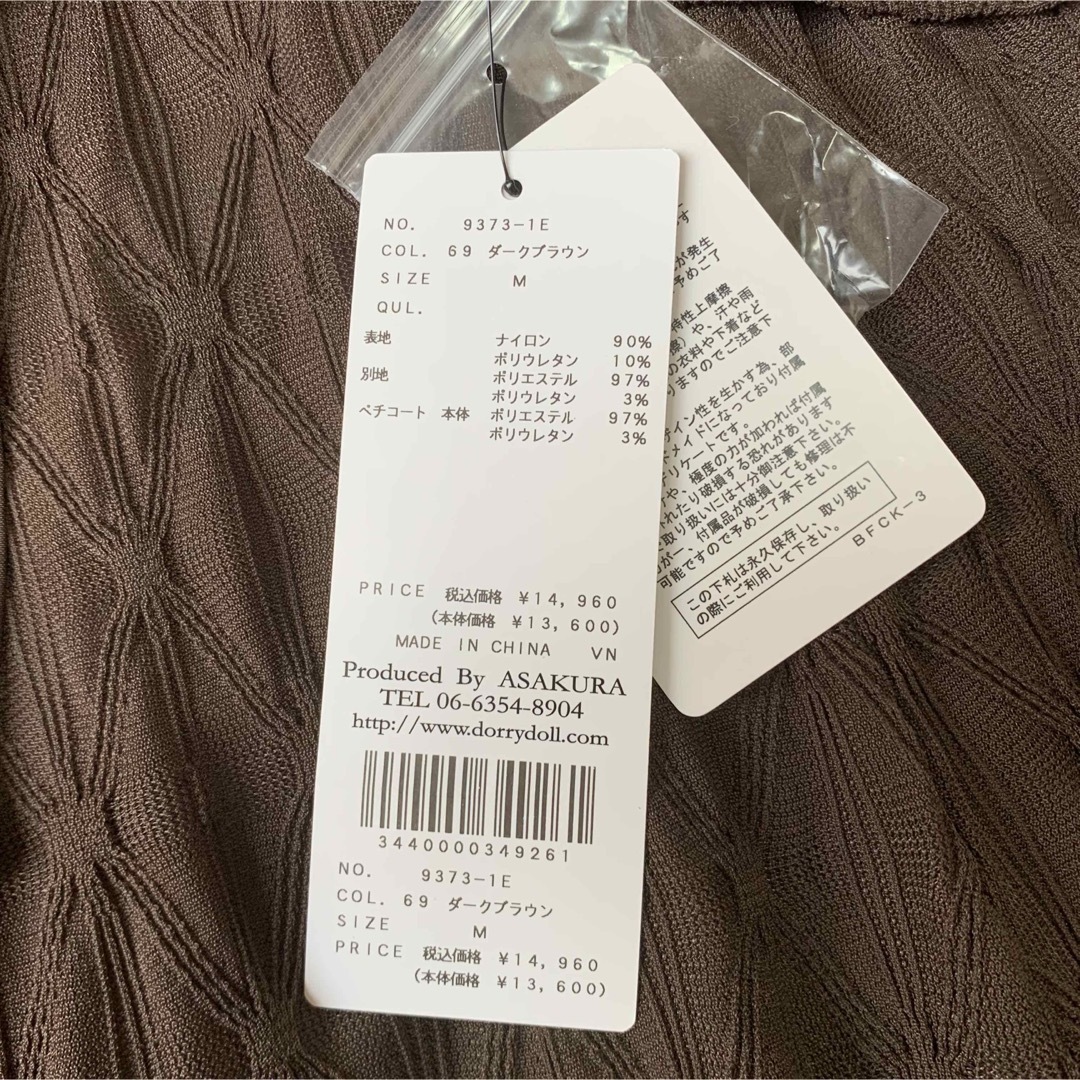 NO. 9373-1E
COL. 69 ダークブラウン
SIZE M
QUL.
表地 ナイロン 90%
ポリウレタン 10%
別地 ポリエステル 97%
ポリウレタン 3%
ペチコート 本体 ポリエステル 97%
ポリウレタン 3%
PRICE 税込価格 ¥14,960
(本体価格 ¥13,600)
MADE IN CHINA VN
Produced By ASAKURA
TEL 06-6354-8904
http://www.dorrydoll.com
3440000349261
NO. 9373-1E
COL. 69 ダークブラウン
SIZE M
PRICE 税込価格 ¥14,960
(本体価格 ¥13,600)
が発生
予めご了
特性上摩擦
や、汗や雨
の衣料や下着など
りますのでご注意下
ザイン性を生かす為、部
ドメイドになっており付属
デリケートです。
や、極度の力が加われば付属
れたり破損する恐れがあります
取り扱いには十分御注意下さい。
が一、付属品が破損しても修理は不
可能ですので予めご了承下さい。
この下札は永久保存し、取り扱い
の際にご利用して下さい。
BFCK-3